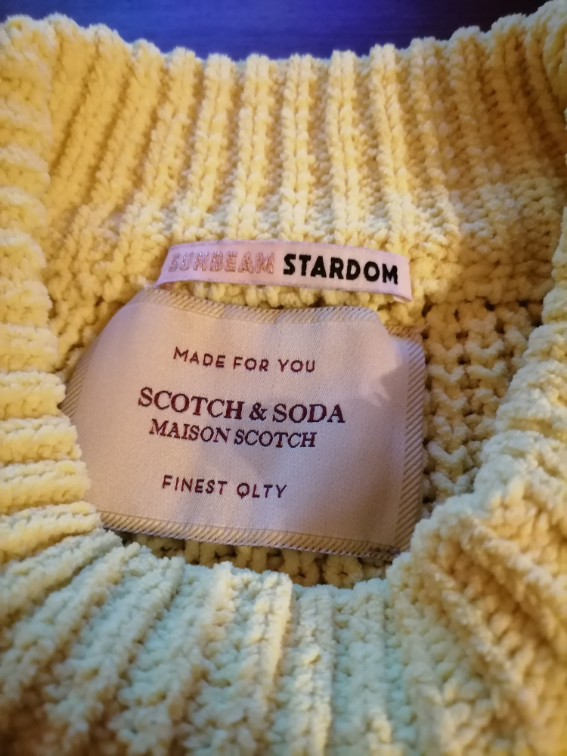 SUNBEAM STARDOM
MADE FOR YOU
SCOTCH & SODA
MAISON SCOTCH
FINEST QLTY